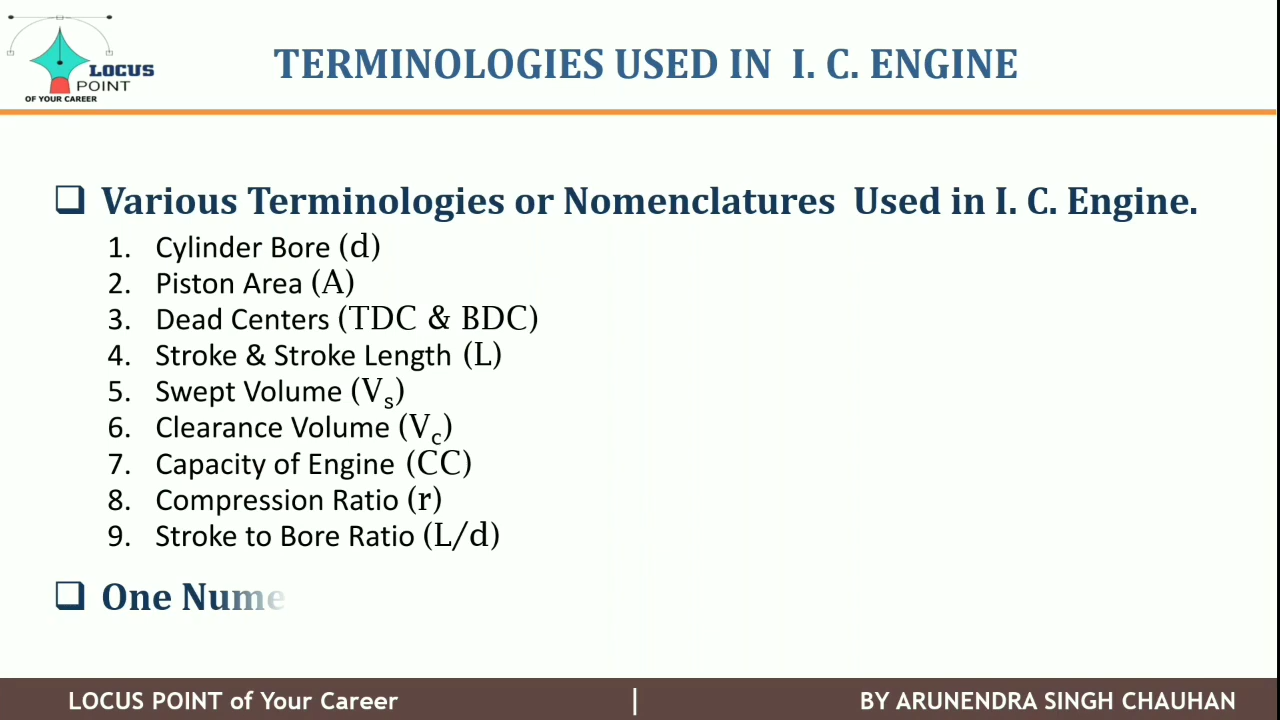 LOCUS
POINT
OF YOUR CAREER
TERMINOLOGIES USED IN I. C. ENGINE
Various Terminologies or Nomenclatures Used in I. C. Engine.
1. Cylinder Bore (d)
2. Piston Area (A)
3. Dead Centers (TDC & BDC)
4. Stroke & Stroke Length (L)
5. Swept Volume (Vs)
6. Clearance Volume (Vc)
7. Capacity of Engine (CC)
8. Compression Ratio (r)
9. Stroke to Bore Ratio (L/d)
One Nume
LOCUS POINT of Your Career | BY ARUNENDRA SINGH CHAUHAN